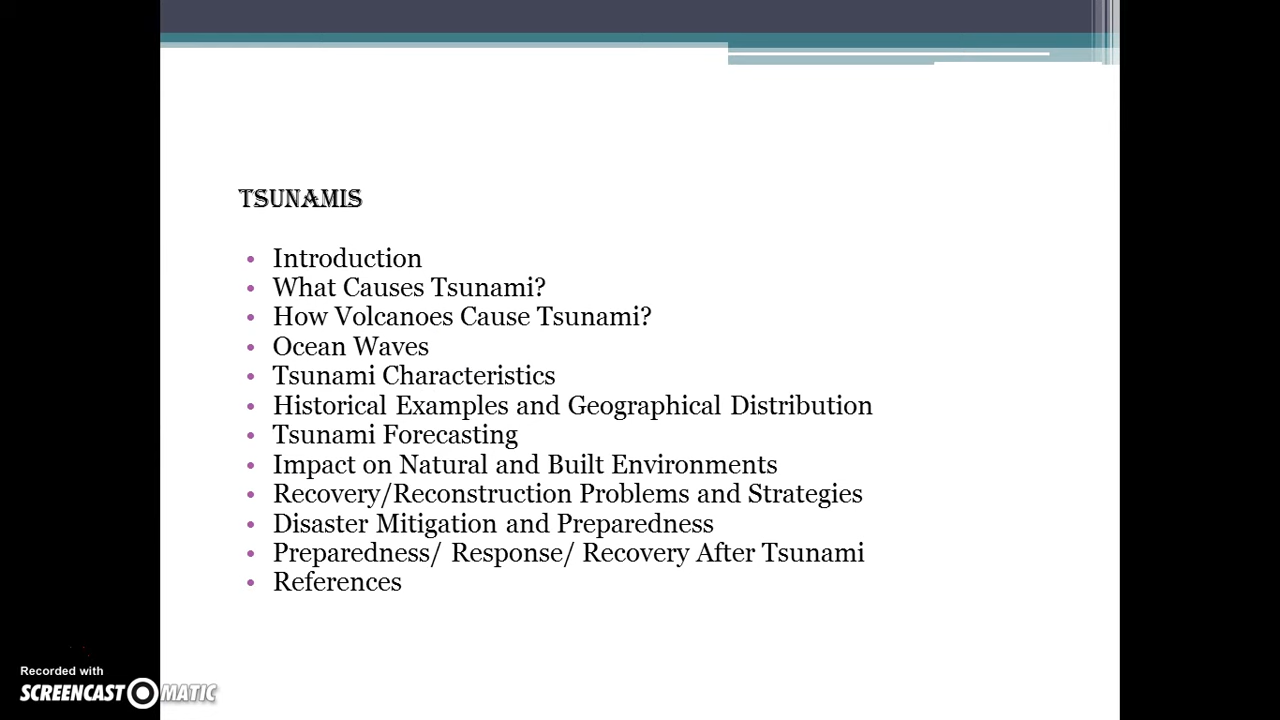 TSUNAMIS
• Introduction
• What Causes Tsunami?
• How Volcanoes Cause Tsunami?
• Ocean Waves
• Tsunami Characteristics
• Historical Examples and Geographical Distribution
• Tsunami Forecasting
• Impact on Natural and Built Environments
• Recovery/Reconstruction Problems and Strategies
• Disaster Mitigation and Preparedness
• Preparedness/ Response/ Recovery After Tsunami
• References
Recorded with
SCREENCAST MATIC